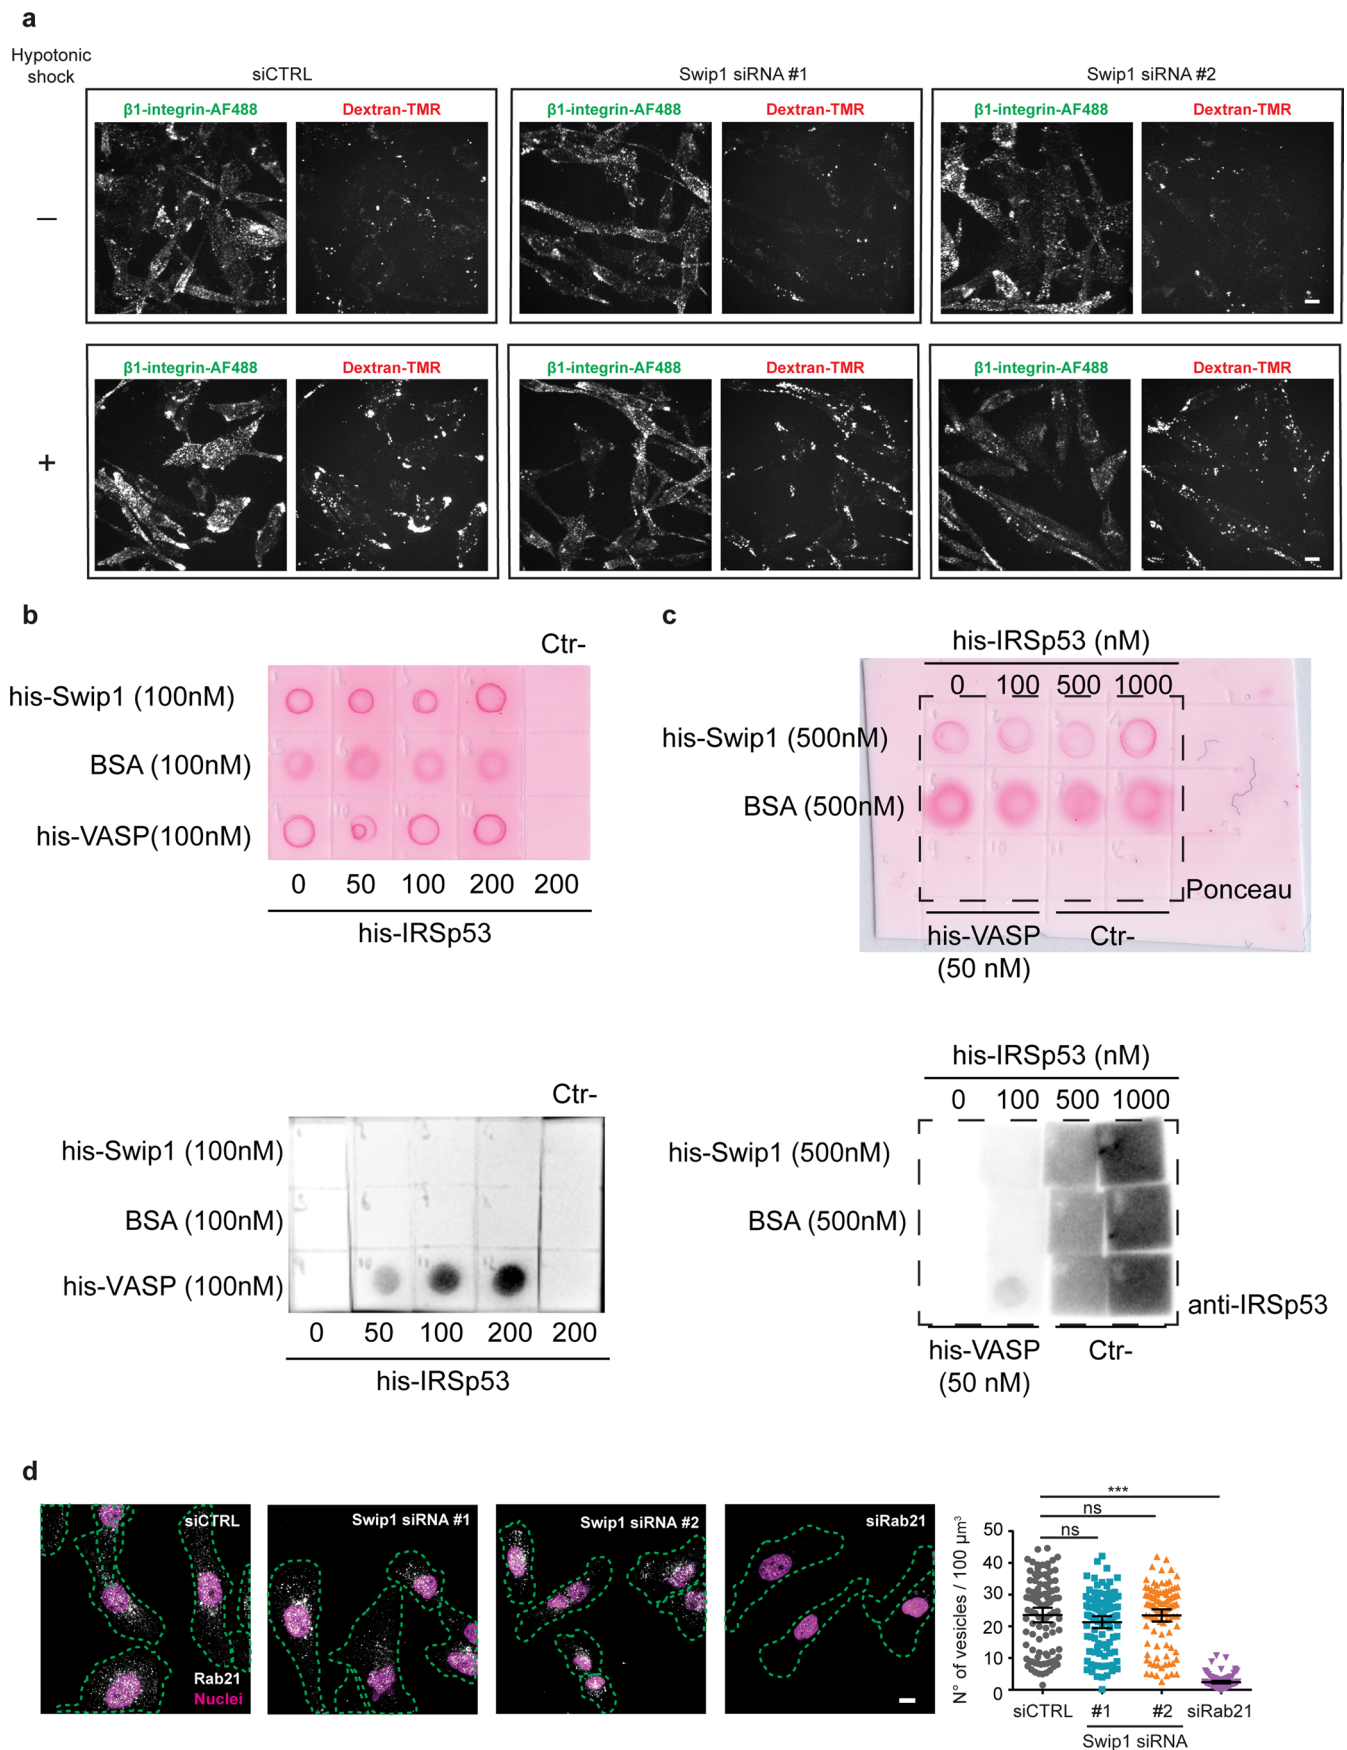 a
Hypotonic
shock
siCTRL
Swip1 siRNA #1
Swip1 siRNA #2
β1-integrin-AF488 Dextran-TMR
β1-integrin-AF488 Dextran-TMR
β1-integrin-AF488 Dextran-TMR
–
β1-integrin-AF488 Dextran-TMR
β1-integrin-AF488 Dextran-TMR
β1-integrin-AF488 Dextran-TMR
+
b
Ctr-
his-Swip1 (100nM)
BSA (100nM)
his-VASP(100nM)
0 50 100 200 200
his-IRSp53
Ctr-
his-Swip1 (100nM)
BSA (100nM)
his-VASP (100nM)
0 50 100 200 200
his-IRSp53
c
his-IRSp53 (nM)
0 100 500 1000
his-Swip1 (500nM)
BSA (500nM)
Ponceau
his-VASP Ctr-
(50 nM)
his-IRSp53 (nM)
0 100 500 1000
his-Swip1 (500nM)
BSA (500nM)
anti-IRSp53
his-VASP Ctr-
(50 nM)
d
siCTRL
Rab21
Nuclei
Swip1 siRNA #1
Swip1 siRNA #2
siRab21
N° of vesicles / 100 µm³
50
40
30
20
10
0
***
ns
ns
siCTRL #1 #2 siRab21
Swip1 siRNA